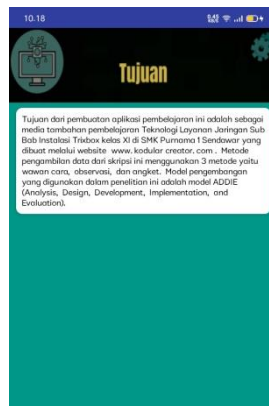 10.18
Tujuan
Tujuan dari pembuatan aplikasi pembelajaran ini adalah sebagai
media tambahan pembelajaran Teknologi Layanan Jaringan Sub
Bab Instalasi Trixbox kelas XI di SMK Purnama 1 Sendawar yang
dibuat melalui website www. kodular creator. com . Metode
pengambilan data dari skripsi ini menggunakan 3 metode yaitu
wawan cara, observasi, dan angket. Model pengembangan
yang digunakan dalam penelitian ini adalah model ADDIE
(Analysis, Design, Development, Implementation, and
Evaluation).